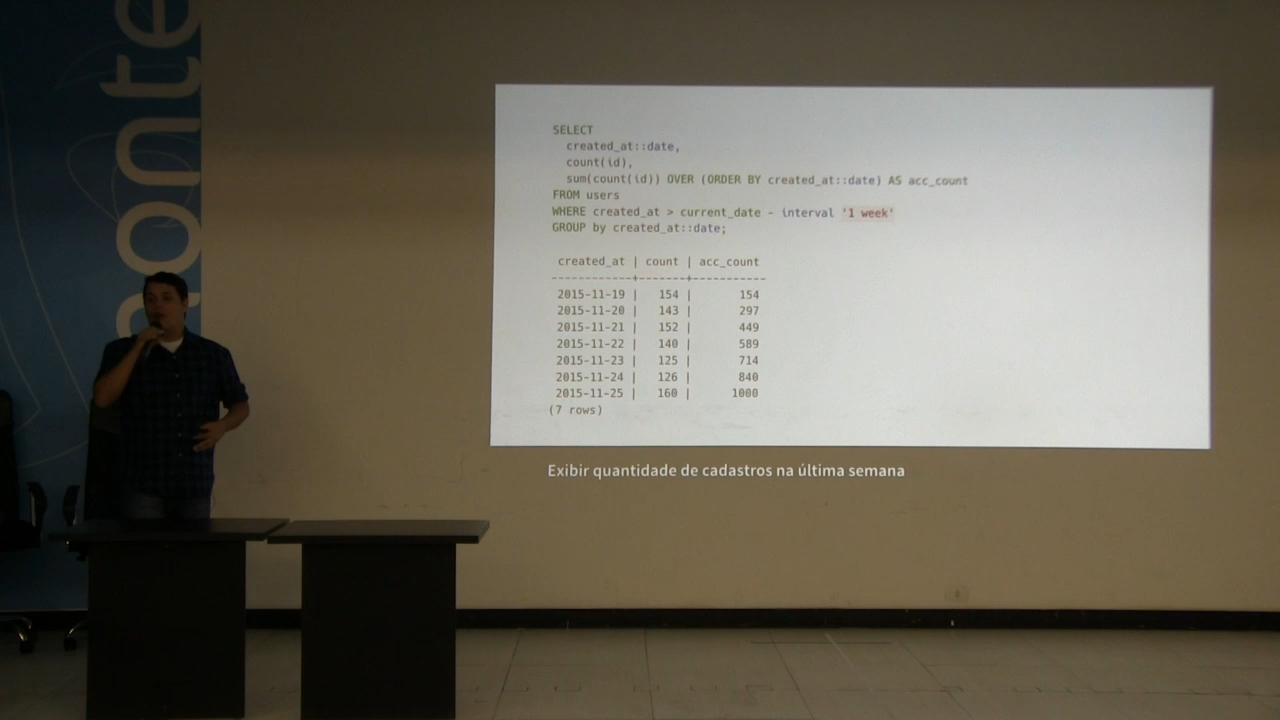 onte
SELECT
created_at::date,
count(id),
sum(count(id)) OVER (ORDER BY created_at::date) AS acc_count
FROM users
WHERE created_at > current_date - interval '1 week'
GROUP by created_at::date;
created_at | count | acc_count
------------+-------+-----------
2015-11-19 | 154 | 154
2015-11-20 | 143 | 297
2015-11-21 | 152 | 449
2015-11-22 | 140 | 589
2015-11-23 | 125 | 714
2015-11-24 | 126 | 840
2015-11-25 | 160 | 1000
(7 rows)
Exibir quantidade de cadastros na última semana